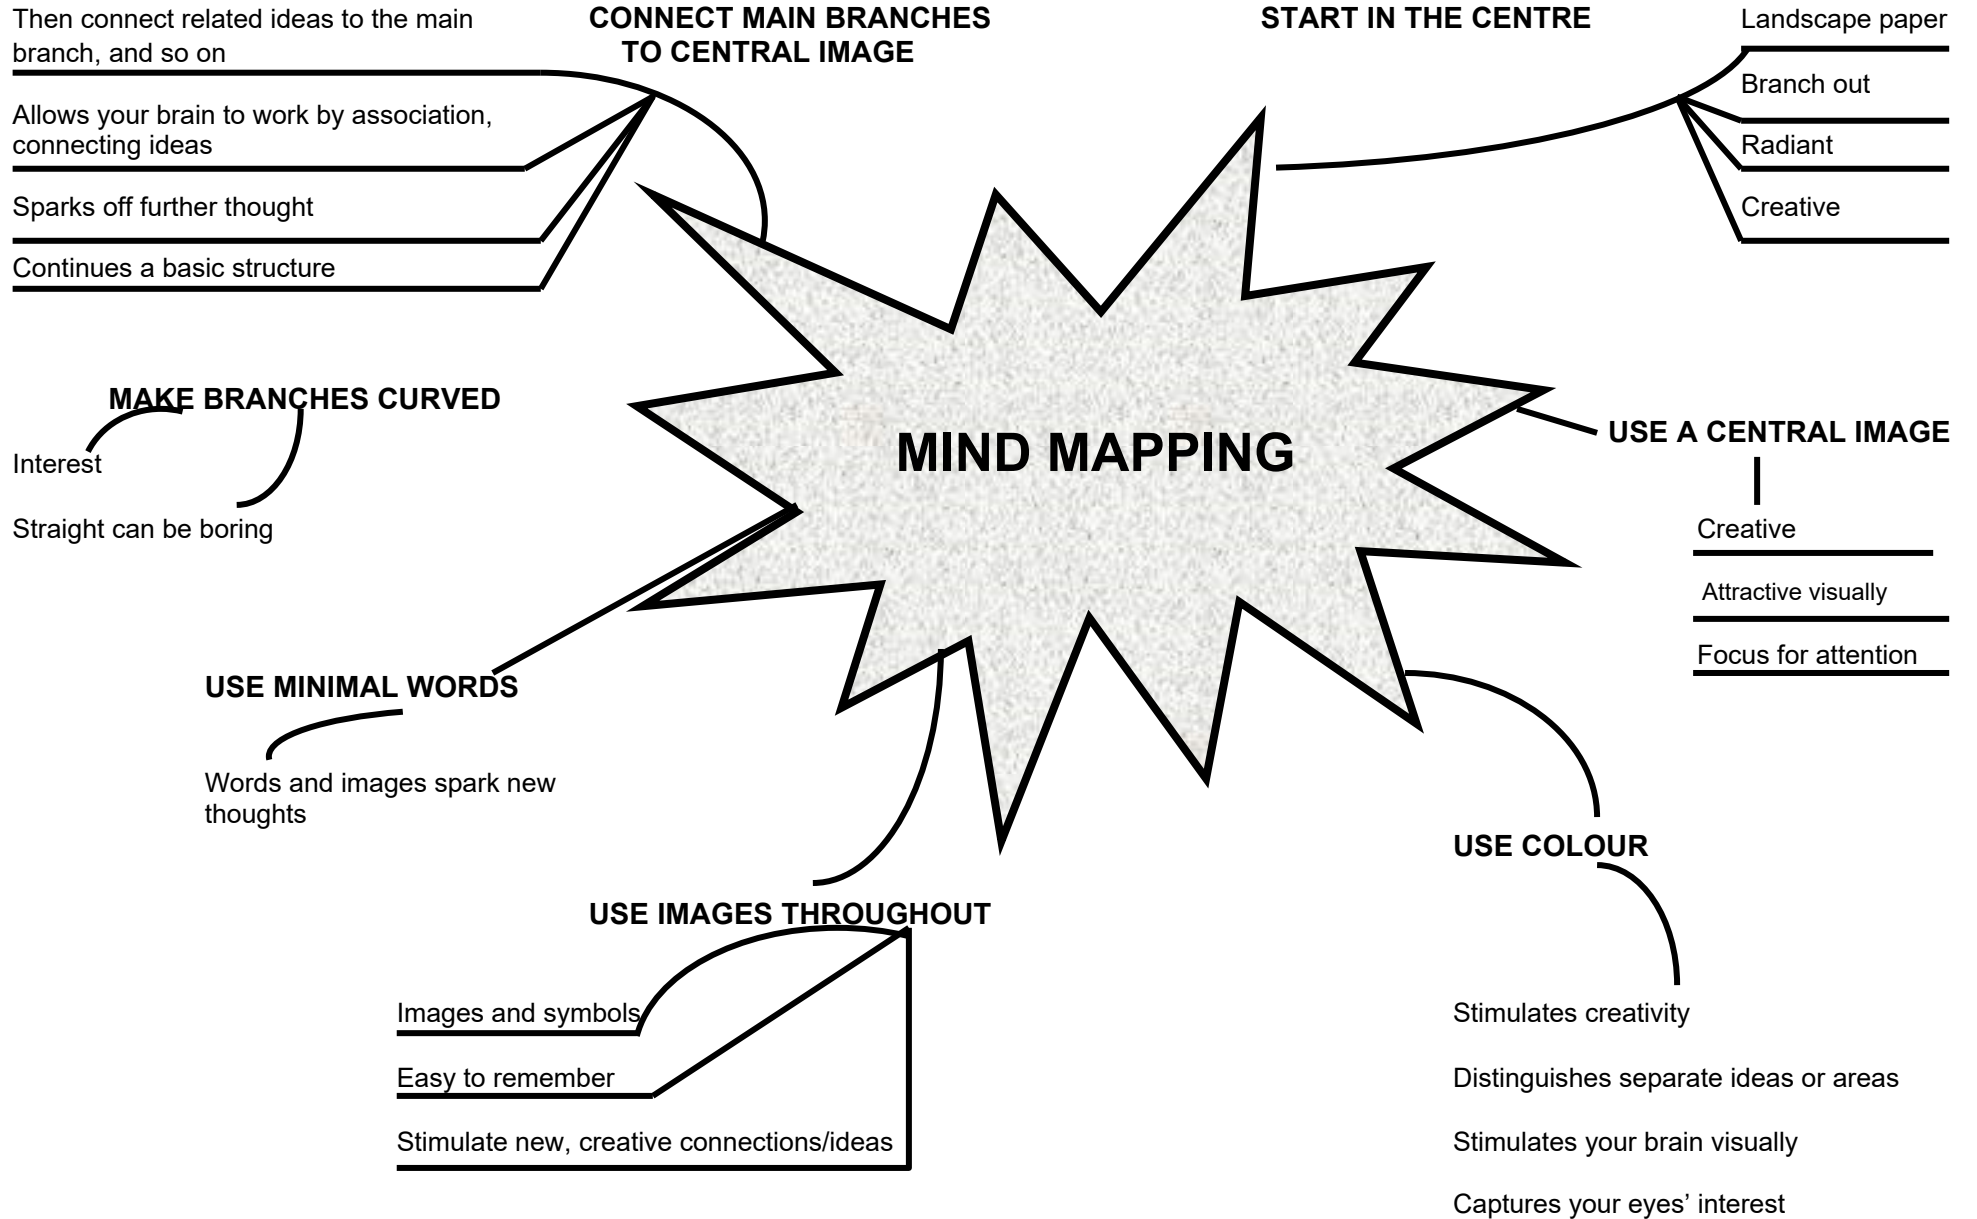 Then connect related ideas to the main
branch, and so on
Allows your brain to work by association,
connecting ideas
Sparks off further thought
Continues a basic structure
CONNECT MAIN BRANCHES
TO CENTRAL IMAGE
START IN THE CENTRE
Landscape paper
Branch out
Radiant
Creative
MAKE BRANCHES CURVED
Interest
Straight can be boring
MIND MAPPING
USE A CENTRAL IMAGE
Creative
Attractive visually
Focus for attention
USE MINIMAL WORDS
Words and images spark new
thoughts
USE IMAGES THROUGHOUT
Images and symbols
Easy to remember
Stimulate new, creative connections/ideas
USE COLOUR
Stimulates creativity
Distinguishes separate ideas or areas
Stimulates your brain visually
Captures your eyes’ interest